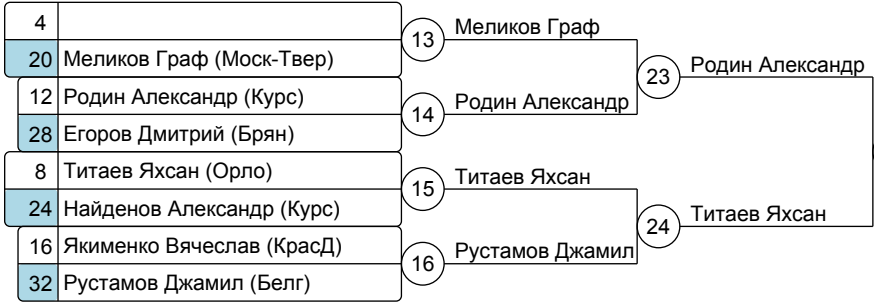 4
13
Меликов Граф
20 Меликов Граф (Моск-Твер)
23
Родин Александр
12 Родин Александр (Курс)
14
Родин Александр
28 Егоров Дмитрий (Брян)
8 Титаев Яхсан (Орло)
15
Титаев Яхсан
24 Найденов Александр (Курс)
24
Титаев Яхсан
16 Якименко Вячеслав (КрасД)
16
Рустамов Джамил
32 Рустамов Джамил (Белг)